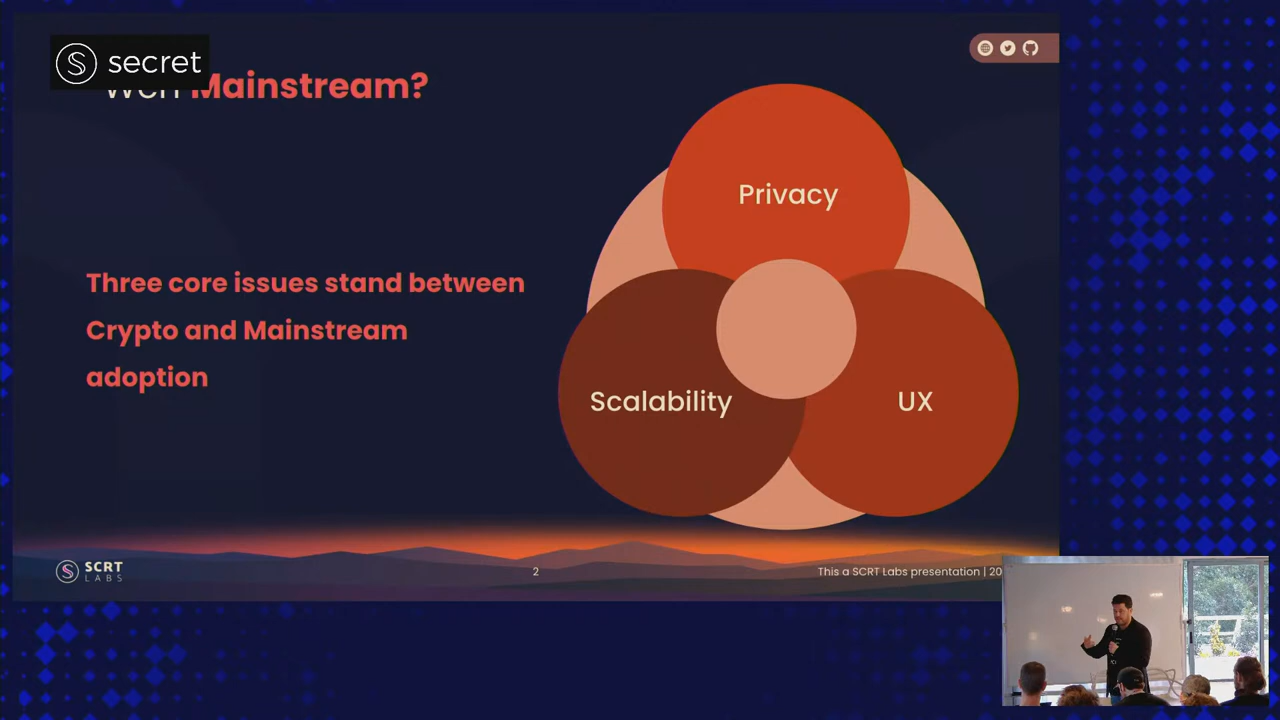 secret
Mainstream?
Privacy
Three core issues stand between
Crypto and Mainstream
adoption
Scalability
UX
SCRT
LABS
2
This a SCRT Labs presentation | 20